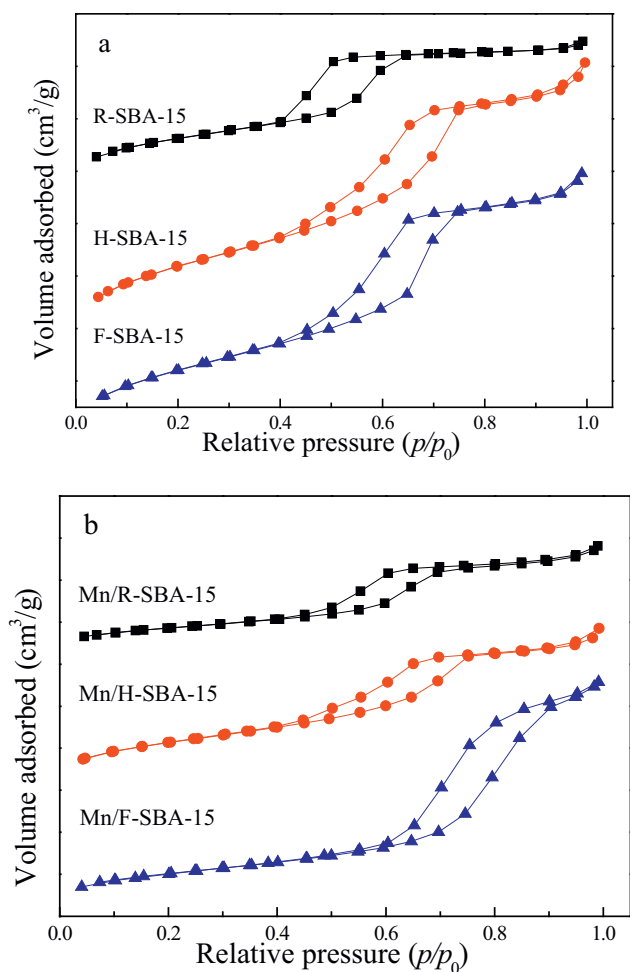 a
R-SBA-15
H-SBA-15
F-SBA-15
Volume adsorbed (cm³/g)
0.0 0.2 0.4 0.6 0.8 1.0
Relative pressure (p/p₀)
b
Mn/R-SBA-15
Mn/H-SBA-15
Mn/F-SBA-15
Volume adsorbed (cm³/g)
0.0 0.2 0.4 0.6 0.8 1.0
Relative pressure (p/p₀)